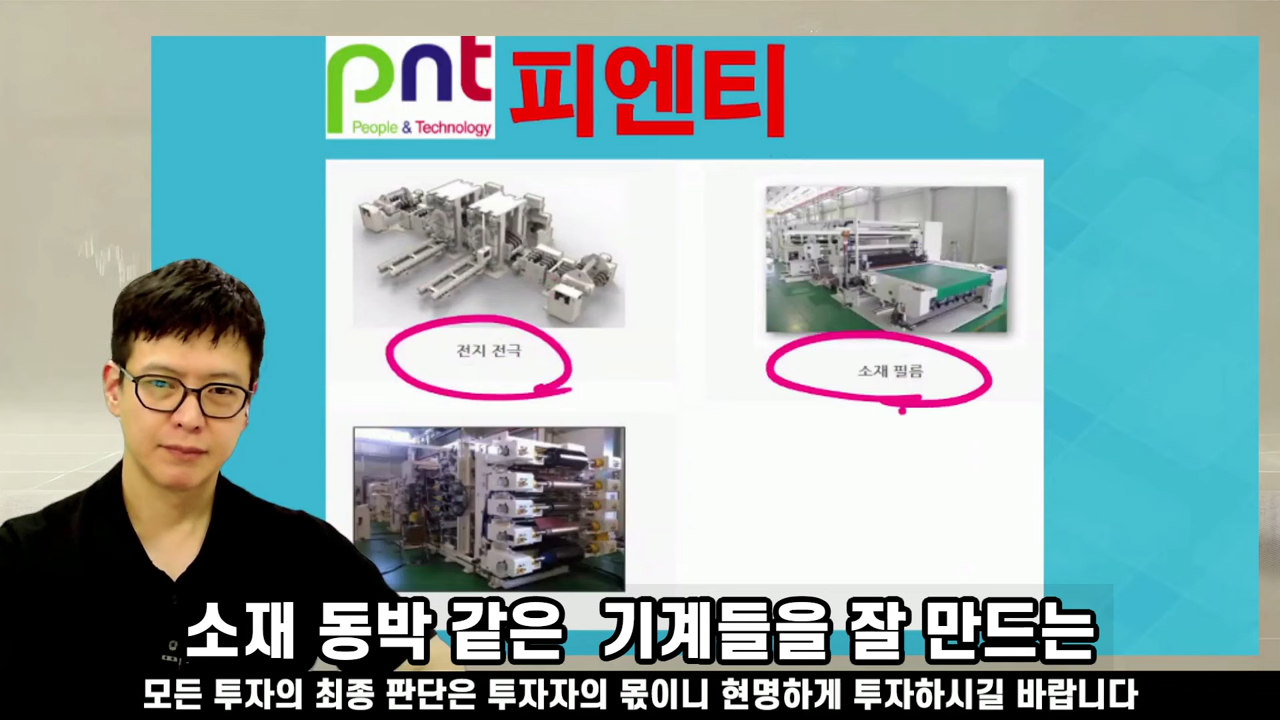 pnt
People & Technology
피엔티
전지 전극
소재 필름
소재 동박 같은 기계들을 잘 만드는
모든 투자의 최종 판단은 투자자의 몫이니 현명하게 투자하시길 바랍니다